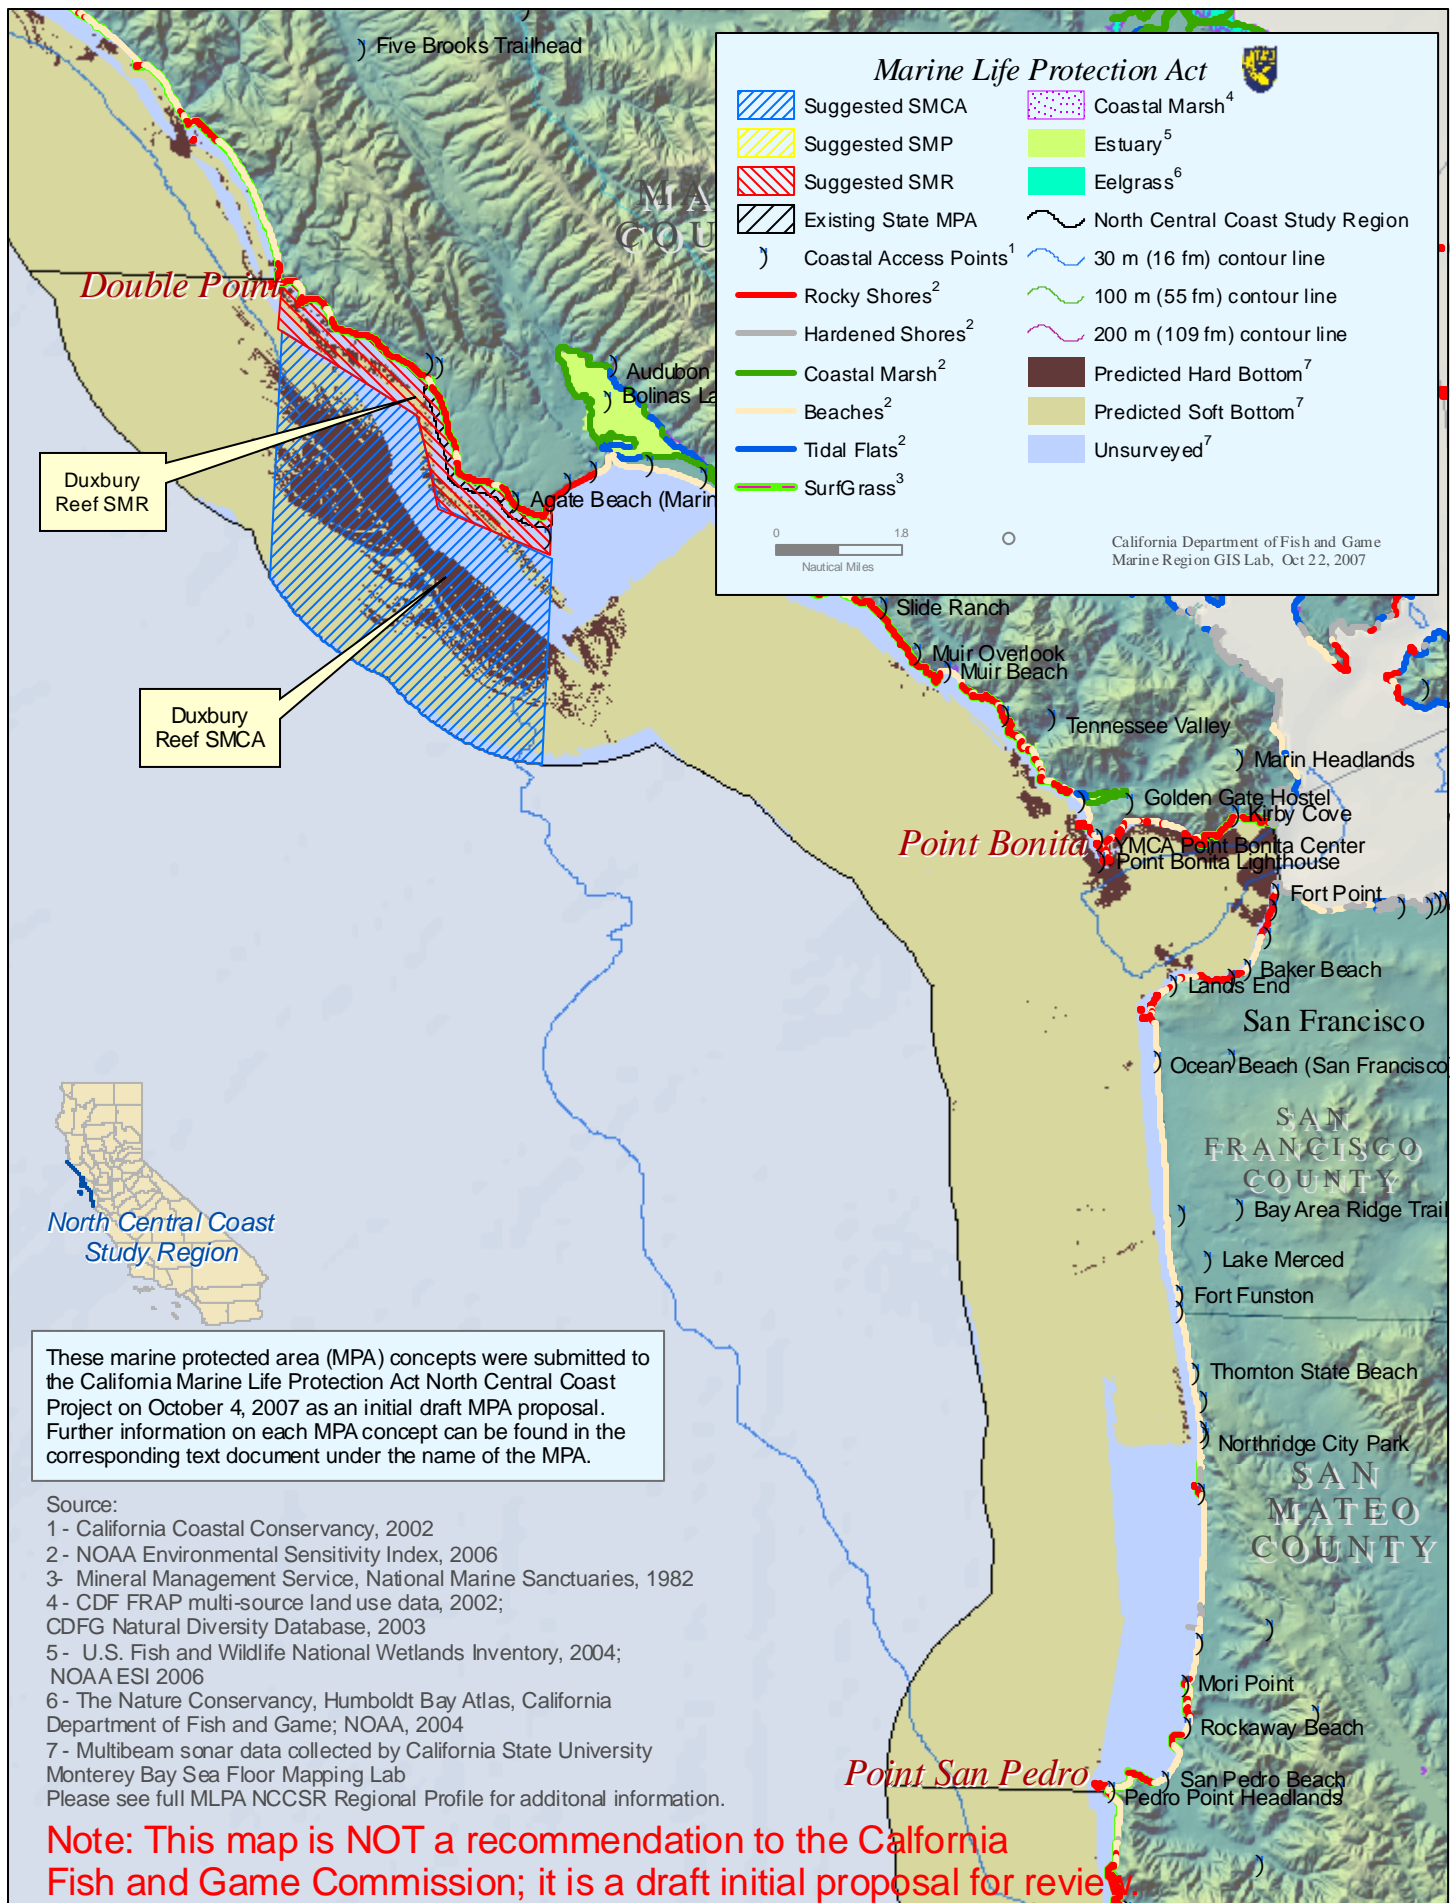 Five Brooks Trailhead
Marine Life Protection Act
Suggested SMCA
Suggested SMP
Suggested SMR
Existing State MPA
Coastal Access Points1
Rocky Shores2
Hardened Shores2
Coastal Marsh2
Beaches2
Tidal Flats2
SurfGrass3
Coastal Marsh4
Estuary5
Eelgrass6
North Central Coast Study Region
30 m (16 fm) contour line
100 m (55 fm) contour line
200 m (109 fm) contour line
Predicted Hard Bottom7
Predicted Soft Bottom7
Unsurveyed7
0 1.8
Nautical Miles
California Department of Fish and Game
Marine Region GIS Lab, Oct 22, 2007
MA
COU
Double Point
Audubon
Bolinas La
Duxbury
Reef SMR
Agate Beach (Marin
Duxbury
Reef SMCA
Slide Ranch
Muir Overlook
Muir Beach
Tennessee Valley
Marin Headlands
Golden Gate Hostel
Kirby Cove
Point Bonita
YMCA Point Bonita Center
Point Bonita Lighthouse
Fort Point
Baker Beach
Lands End
San Francisco
Ocean Beach (San Francisco)
SAN
FRANCISCO
COUNTY
Bay Area Ridge Trail
Lake Merced
Fort Funston
Thornton State Beach
Northridge City Park
SAN
MATEO
COUNTY
Mori Point
Rockaway Beach
Point San Pedro
San Pedro Beach
Pedro Point Headlands
North Central Coast
Study Region
These marine protected area (MPA) concepts were submitted to
the California Marine Life Protection Act North Central Coast
Project on October 4, 2007 as an initial draft MPA proposal.
Further information on each MPA concept can be found in the
corresponding text document under the name of the MPA.
Source:
1 - California Coastal Conservancy, 2002
2 - NOAA Environmental Sensitivity Index, 2006
3- Mineral Management Service, National Marine Sanctuaries, 1982
4 - CDF FRAP multi-source land use data, 2002;
CDFG Natural Diversity Database, 2003
5 - U.S. Fish and Wildlife National Wetlands Inventory, 2004;
NOAA ESI 2006
6 - The Nature Conservancy, Humboldt Bay Atlas, California
Department of Fish and Game; NOAA, 2004
7 - Multibeam sonar data collected by California State University
Monterey Bay Sea Floor Mapping Lab
Please see full MLPA NCCSR Regional Profile for additonal information.
Note: This map is NOT a recommendation to the Calfornia
Fish and Game Commission; it is a draft initial proposal for review.